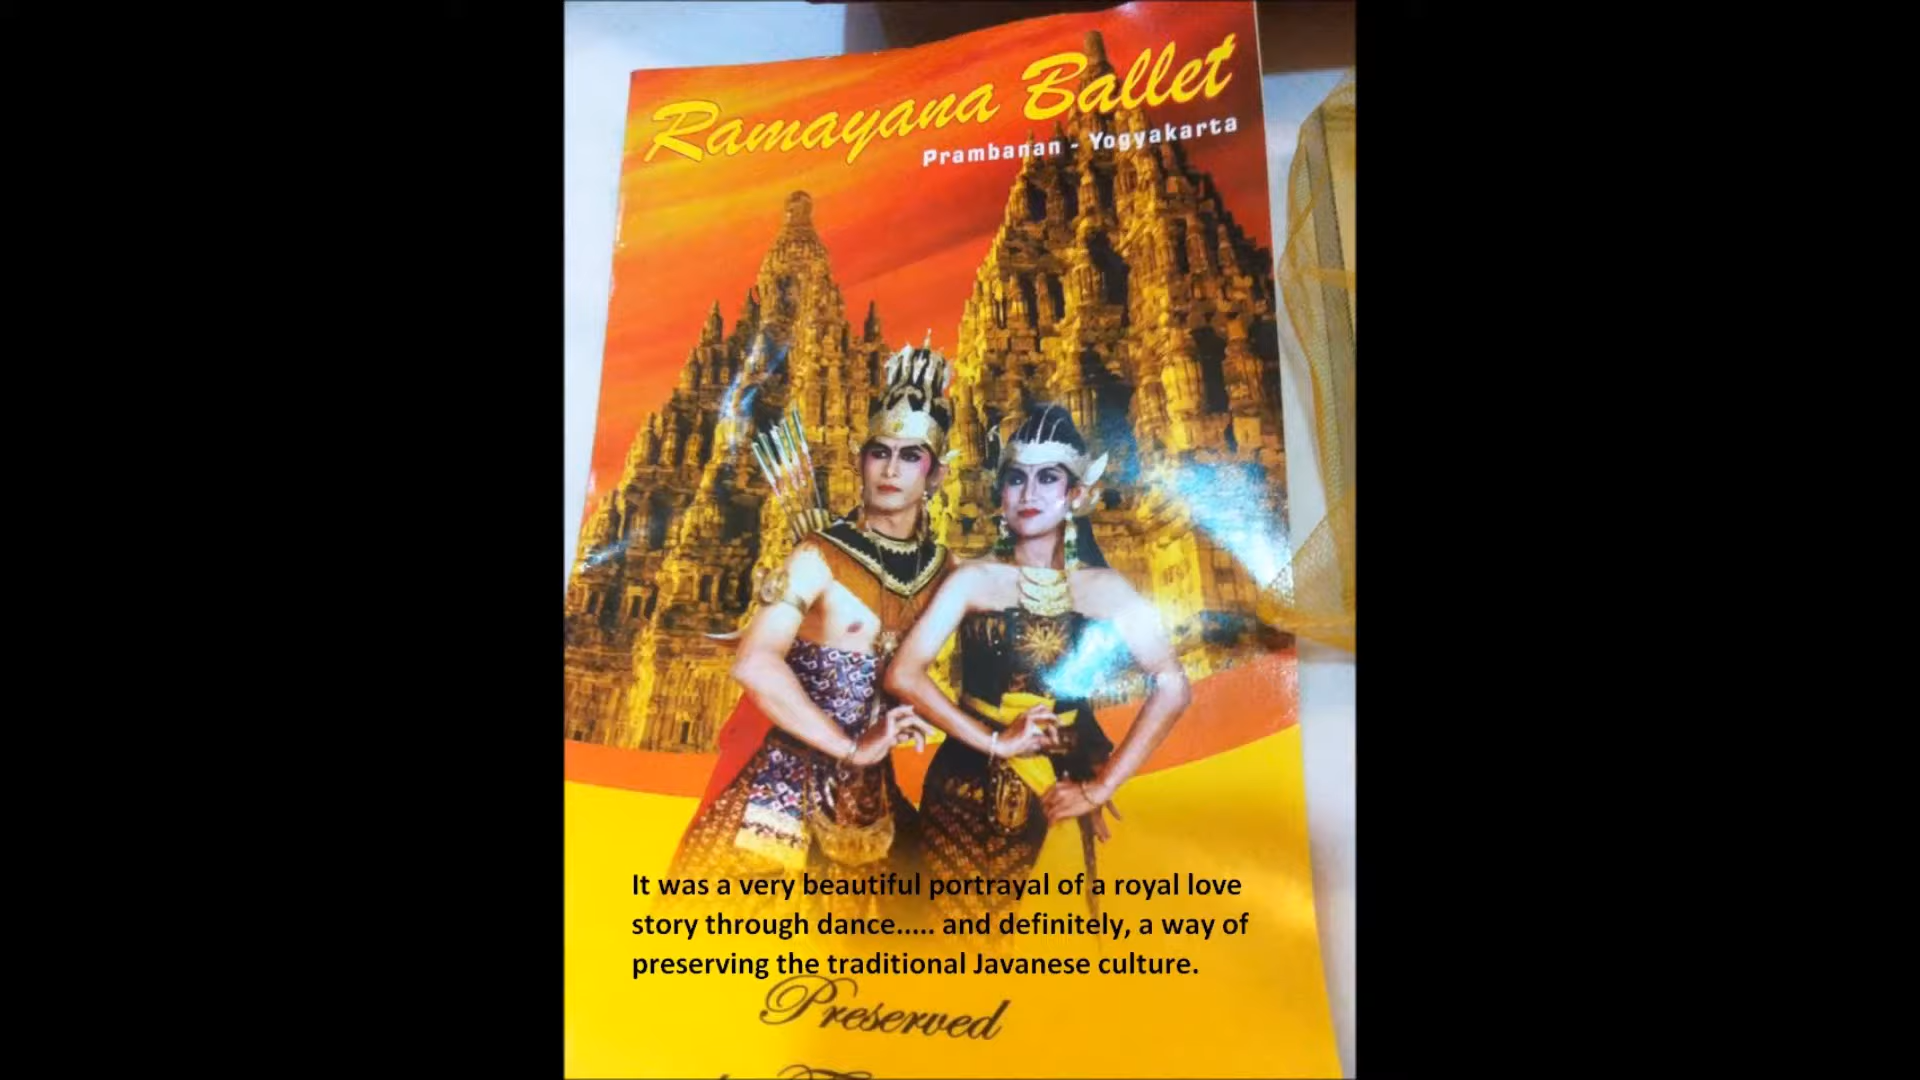 Ramayana Ballet
Prambanan - Yogyakarta
It was a very beautiful portrayal of a royal love
story through dance..... and definitely, a way of
preserving the traditional Javanese culture.
Preserved